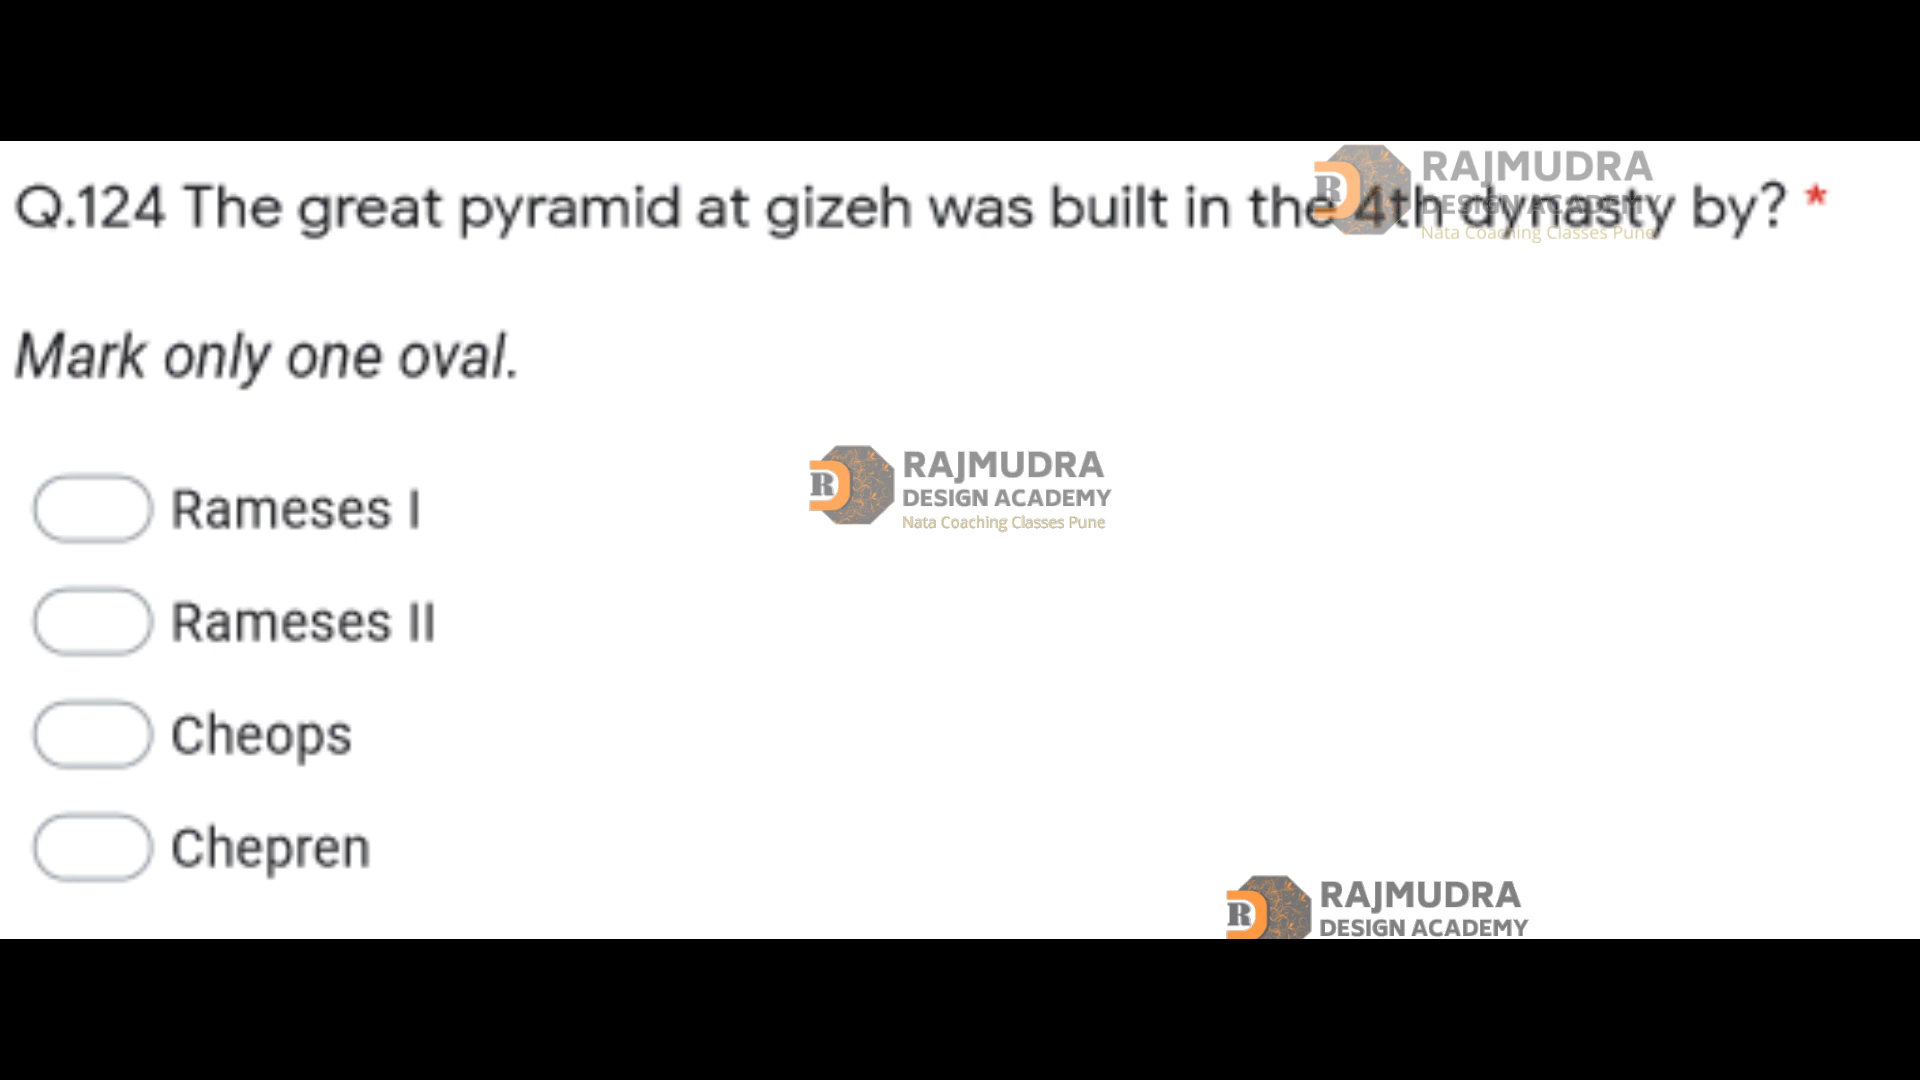 RAJMUDRA
DESIGN ACADEMY
Nata Coaching Classes Pune
Q.124 The great pyramid at gizeh was built in the 4th dynasty by? *
Mark only one oval.
R
RAJMUDRA
DESIGN ACADEMY
Nata Coaching Classes Pune
Rameses I
Rameses II
Cheops
Chepren
R
RAJMUDRA
DESIGN ACADEMY